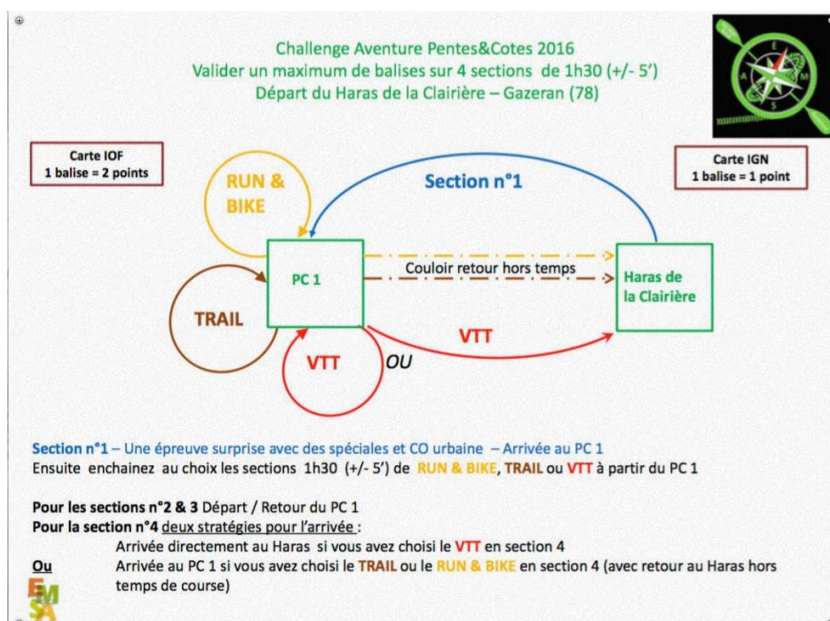 Challenge Aventure Pentes&Cotes 2016
Valider un maximum de balises sur 4 sections de 1h30 (+/- 5')
Départ du Haras de la Clairière – Gazeran (78)
E
A
M
S
Carte IOF
1 balise = 2 points
Carte IGN
1 balise = 1 point
RUN &
BIKE
Section n°1
PC 1
Couloir retour hors temps
Haras de
la Clairière
TRAIL
VTT
OU
VTT
Section n°1 – Une épreuve surprise avec des spéciales et CO urbaine – Arrivée au PC 1
Ensuite enchainez au choix les sections 1h30 (+/- 5') de RUN & BIKE, TRAIL ou VTT à partir du PC 1
Pour les sections n°2 & 3 Départ / Retour du PC 1
Pour la section n°4 deux stratégies pour l'arrivée :
Arrivée directement au Haras si vous avez choisi le VTT en section 4
Ou Arrivée au PC 1 si vous avez choisi le TRAIL ou le RUN & BIKE en section 4 (avec retour au Haras hors
temps de course)
EMSA